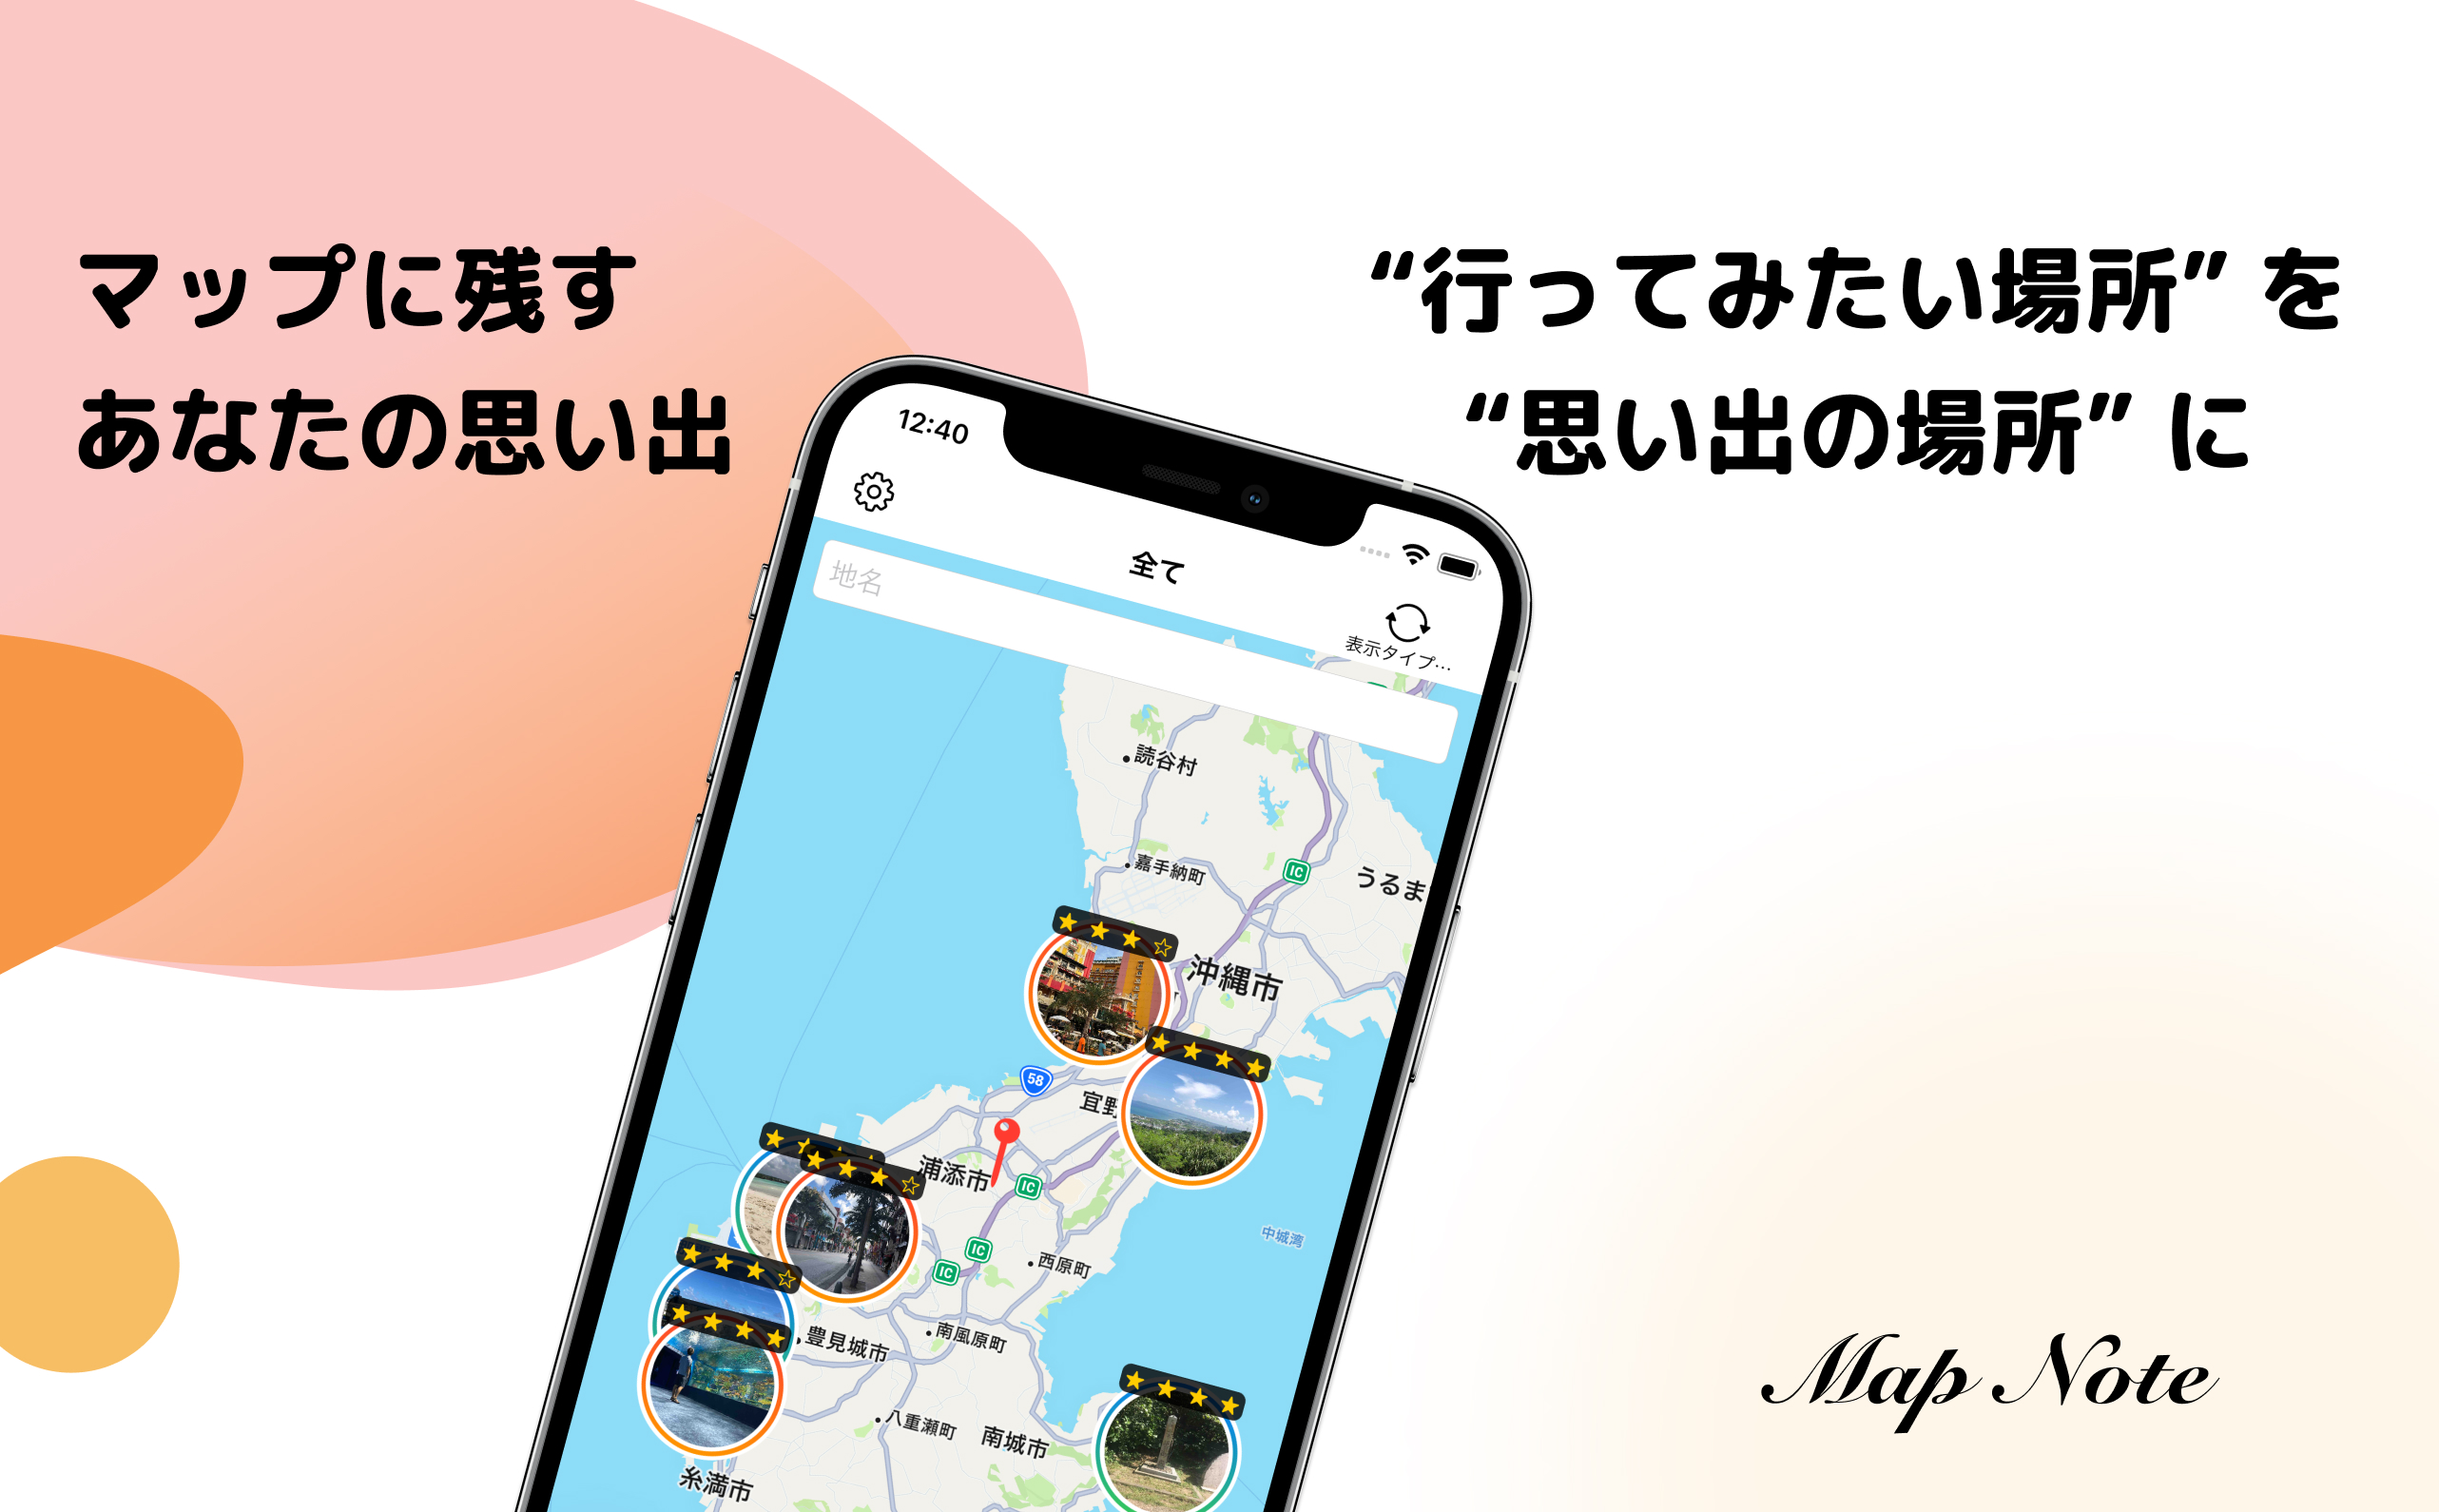 マップに残す
あなたの思い出
“行ってみたい場所” を
“思い出の場所” に
12:40
全て
表示タイプ…
地名
読谷村
嘉手納町
IC
うるま
沖縄市
58
宜野
浦添市
IC
IC
IC
中城湾
西原町
豊見城市
南風原町
八重瀬町
南城市
糸満市
Map Note